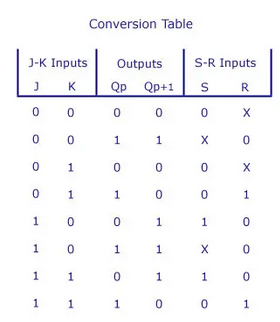 Conversion Table
J-K Inputs Outputs S-R Inputs
J K Qp Qp+1 S R
0 0 0 0 0 X
0 0 1 1 X 0
0 1 0 0 0 X
0 1 1 0 0 1
1 0 0 1 1 0
1 0 1 1 X 0
1 1 0 1 1 0
1 1 1 0 0 1